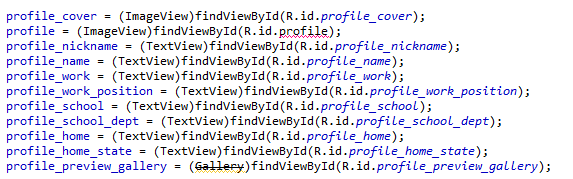 profile_cover = (ImageView)findViewById(R.id.profile_cover);
profile = (ImageView)findViewById(R.id.profile);
profile_nickname = (TextView)findViewById(R.id.profile_nickname);
profile_name = (TextView)findViewById(R.id.profile_name);
profile_work = (TextView)findViewById(R.id.profile_work);
profile_work_position = (TextView)findViewById(R.id.profile_work_position);
profile_school = (TextView)findViewById(R.id.profile_school);
profile_school_dept = (TextView)findViewById(R.id.profile_school_dept);
profile_home = (TextView)findViewById(R.id.profile_home);
profile_home_state = (TextView)findViewById(R.id.profile_home_state);
profile_preview_gallery = (Gallery)findViewById(R.id.profile_preview_gallery);